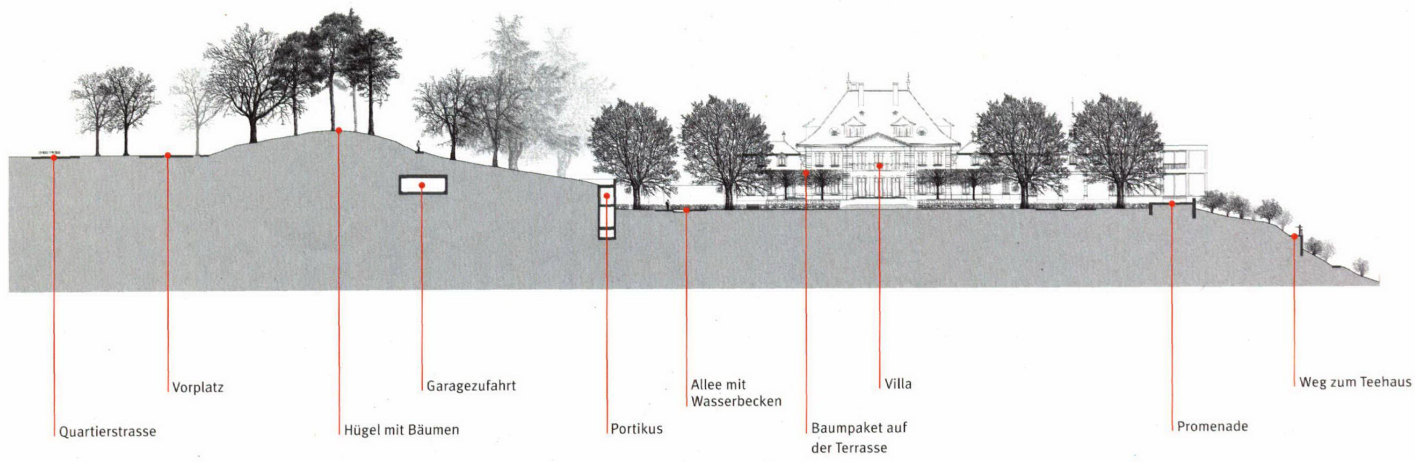 Quartierstrasse
Vorplatz
Hügel mit Bäumen
Garagezufahrt
Portikus
Allee mit
Wasserbecken
Baumpaket auf
der Terrasse
Villa
Promenade
Weg zum Teehaus